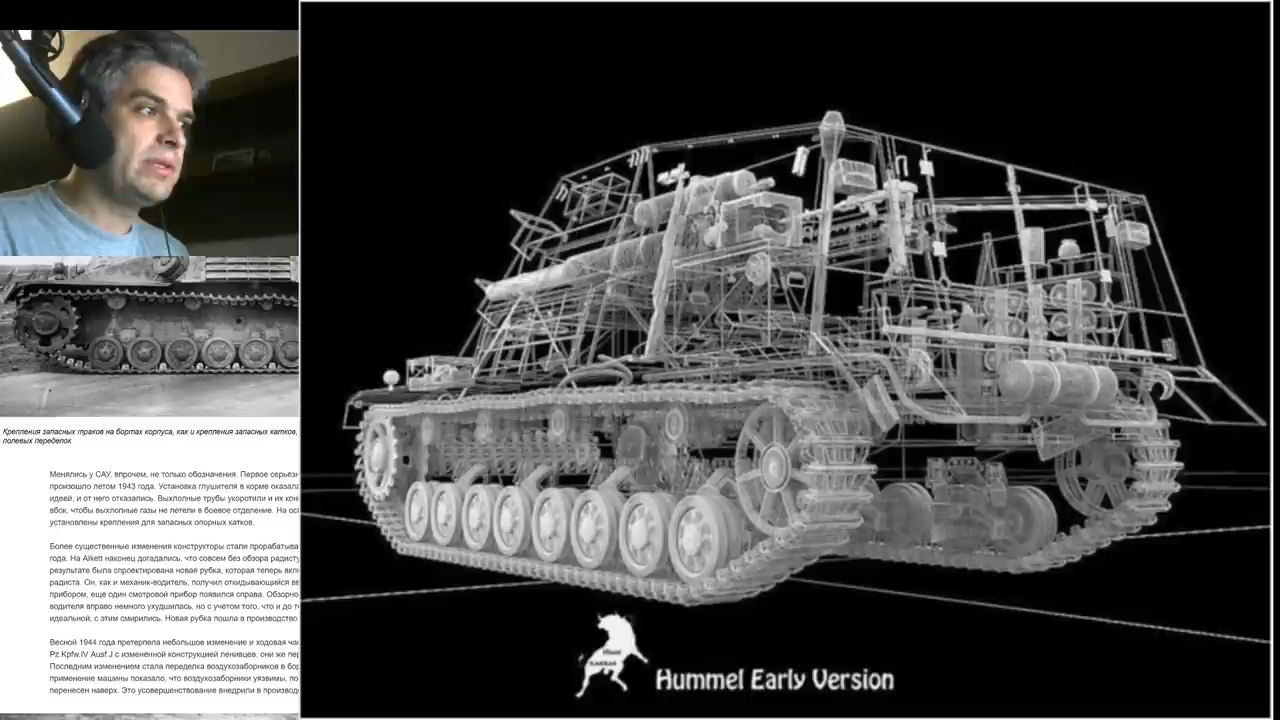 Крепления запасных траков на бортах корпуса, как и крепления запасных катков,
полевых переделок
Менялись у САУ, впрочем, не только обозначения. Первое серьезн
произошло летом 1943 года. Установка глушителя в корме оказала
идеей, и от него отказались. Выхлопные трубы укоротили и их кон
вбок, чтобы выхлопные газы не летели в боевое отделение. На
установлены крепления для запасных опорных катков.
Более существенные изменения конструкторы стали прорабатыва
года. На Alkett наконец догадались, что совсем без обзора радисту
результате была спроектирована новая рубка, которая теперь вкл
радиста. Он, как и механик-водитель, получил откидывающийся ве
прибором, еще один смотровой прибор появился справа. Обзорно
водителя вправо немного ухудшилась, но с учетом того, что и до т
идеальной, с этим смирились. Новая рубка пошла в производство
Весной 1944 года претерпела небольшое изменение и ходовая час
Pz.Kpfw.IV Ausf.J с изменённой конструкцией ленивцев, они же пер
Последним изменением стала переделка воздухозаборников в бор
применение машины показало, что воздухозаборники уязвимы, по
перенесен наверх. Это усовершенствование внедрили в производ
Hummel Early Version